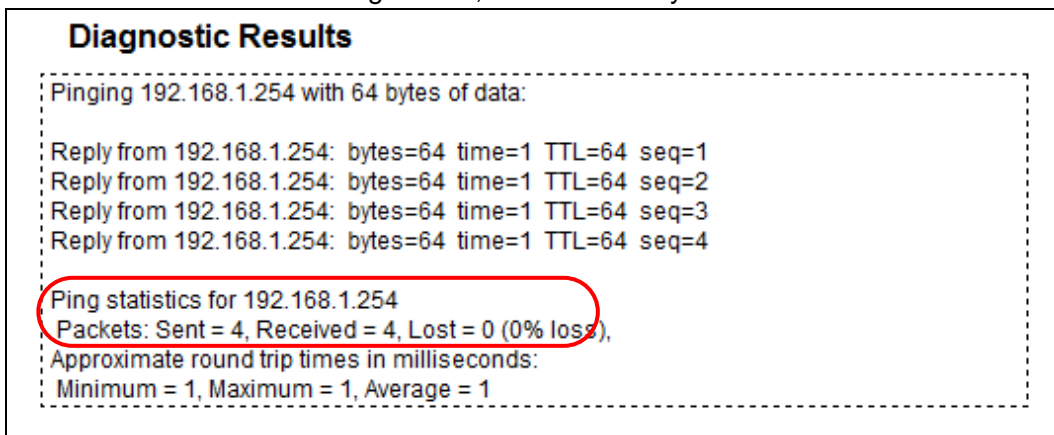 Diagnostic Results
Pinging 192.168.1.254 with 64 bytes of data:
Reply from 192.168.1.254: bytes=64 time=1 TTL=64 seq=1
Reply from 192.168.1.254: bytes=64 time=1 TTL=64 seq=2
Reply from 192.168.1.254: bytes=64 time=1 TTL=64 seq=3
Reply from 192.168.1.254: bytes=64 time=1 TTL=64 seq=4
Ping statistics for 192.168.1.254
Packets: Sent = 4, Received = 4, Lost = 0 (0% loss),
Approximate round trip times in milliseconds:
Minimum = 1, Maximum = 1, Average = 1